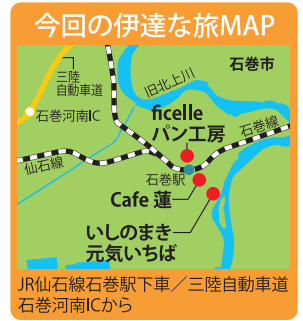 今回の伊達な旅MAP
三陸
自動車道
旧北上川
石巻市
石巻河南IC
ficelle
パン工房
石巻線
仙石線
石巻駅
Cafe 蓮
いしのまき
元気いちば
JR仙石線石巻駅下車／三陸自動車道
石巻河南ICから